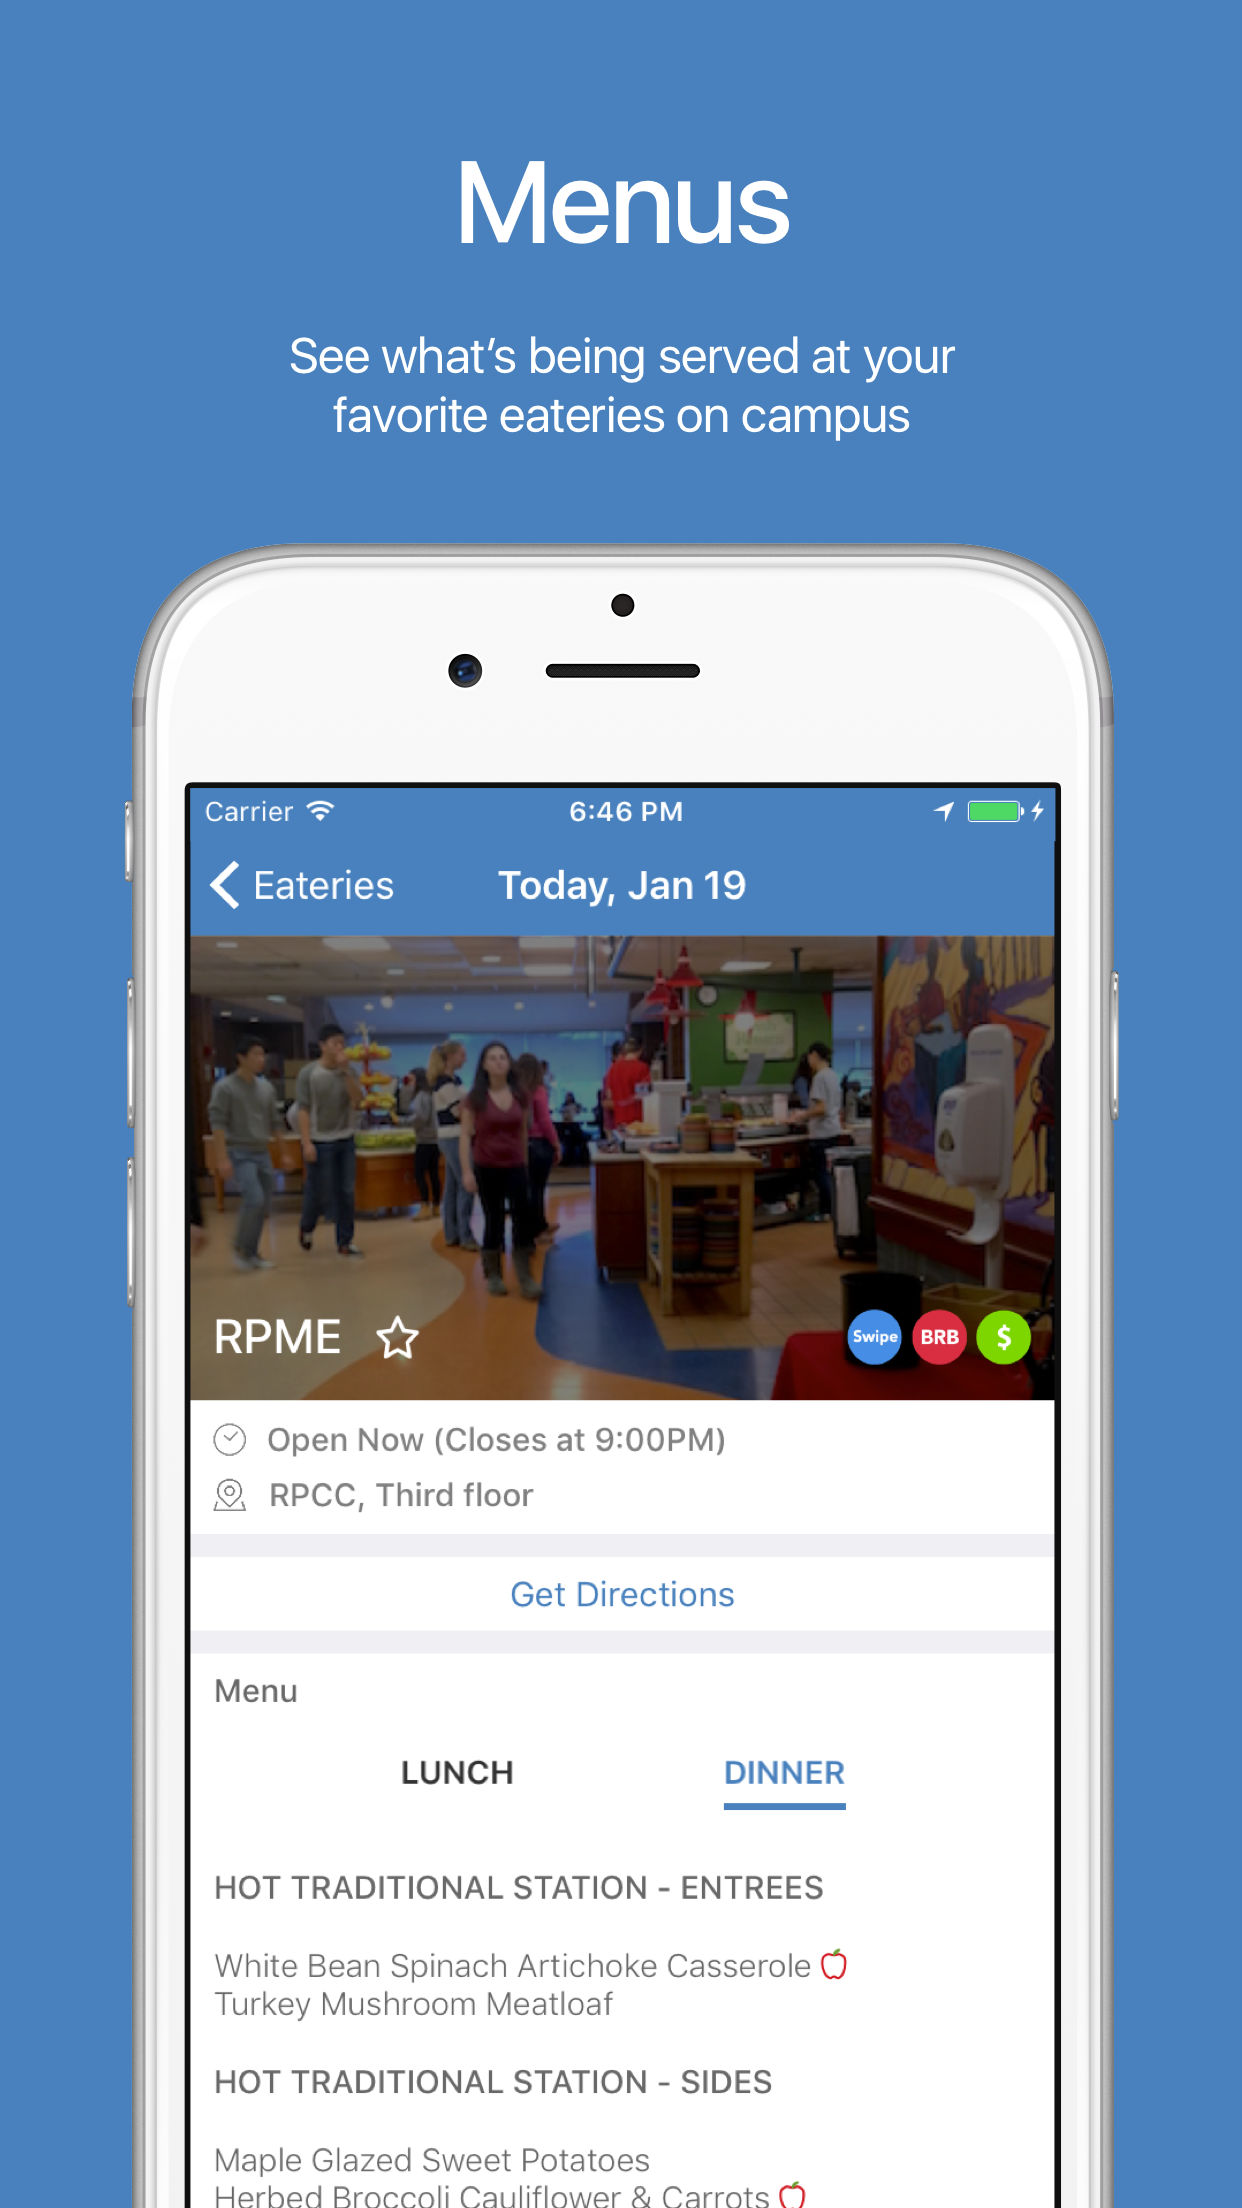 Menus
See what’s being served at your
favorite eateries on campus
Carrier 6:46 PM
Eateries Today, Jan 19
RPME Swipe BRB $
Open Now (Closes at 9:00PM)
RPCC, Third floor
Get Directions
Menu
LUNCH DINNER
HOT TRADITIONAL STATION - ENTREES
White Bean Spinach Artichoke Casserole
Turkey Mushroom Meatloaf
HOT TRADITIONAL STATION - SIDES
Maple Glazed Sweet Potatoes
Herbed Broccoli Cauliflower & Carrots